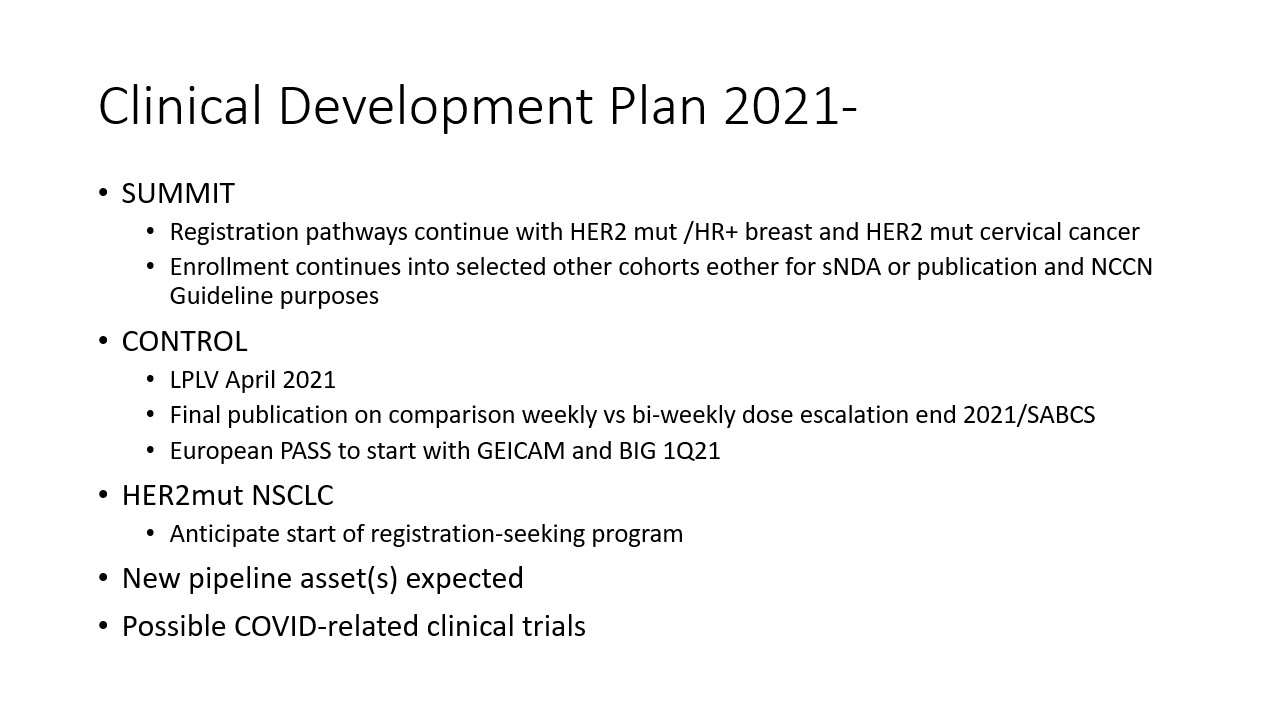 Clinical Development Plan 2021-
• SUMMIT
• Registration pathways continue with HER2 mut /HR+ breast and HER2 mut cervical cancer
• Enrollment continues into selected other cohorts eother for sNDA or publication and NCCN
Guideline purposes
• CONTROL
• LPLV April 2021
• Final publication on comparison weekly vs bi-weekly dose escalation end 2021/SABCS
• European PASS to start with GEICAM and BIG 1Q21
• HER2mut NSCLC
• Anticipate start of registration-seeking program
• New pipeline asset(s) expected
• Possible COVID-related clinical trials